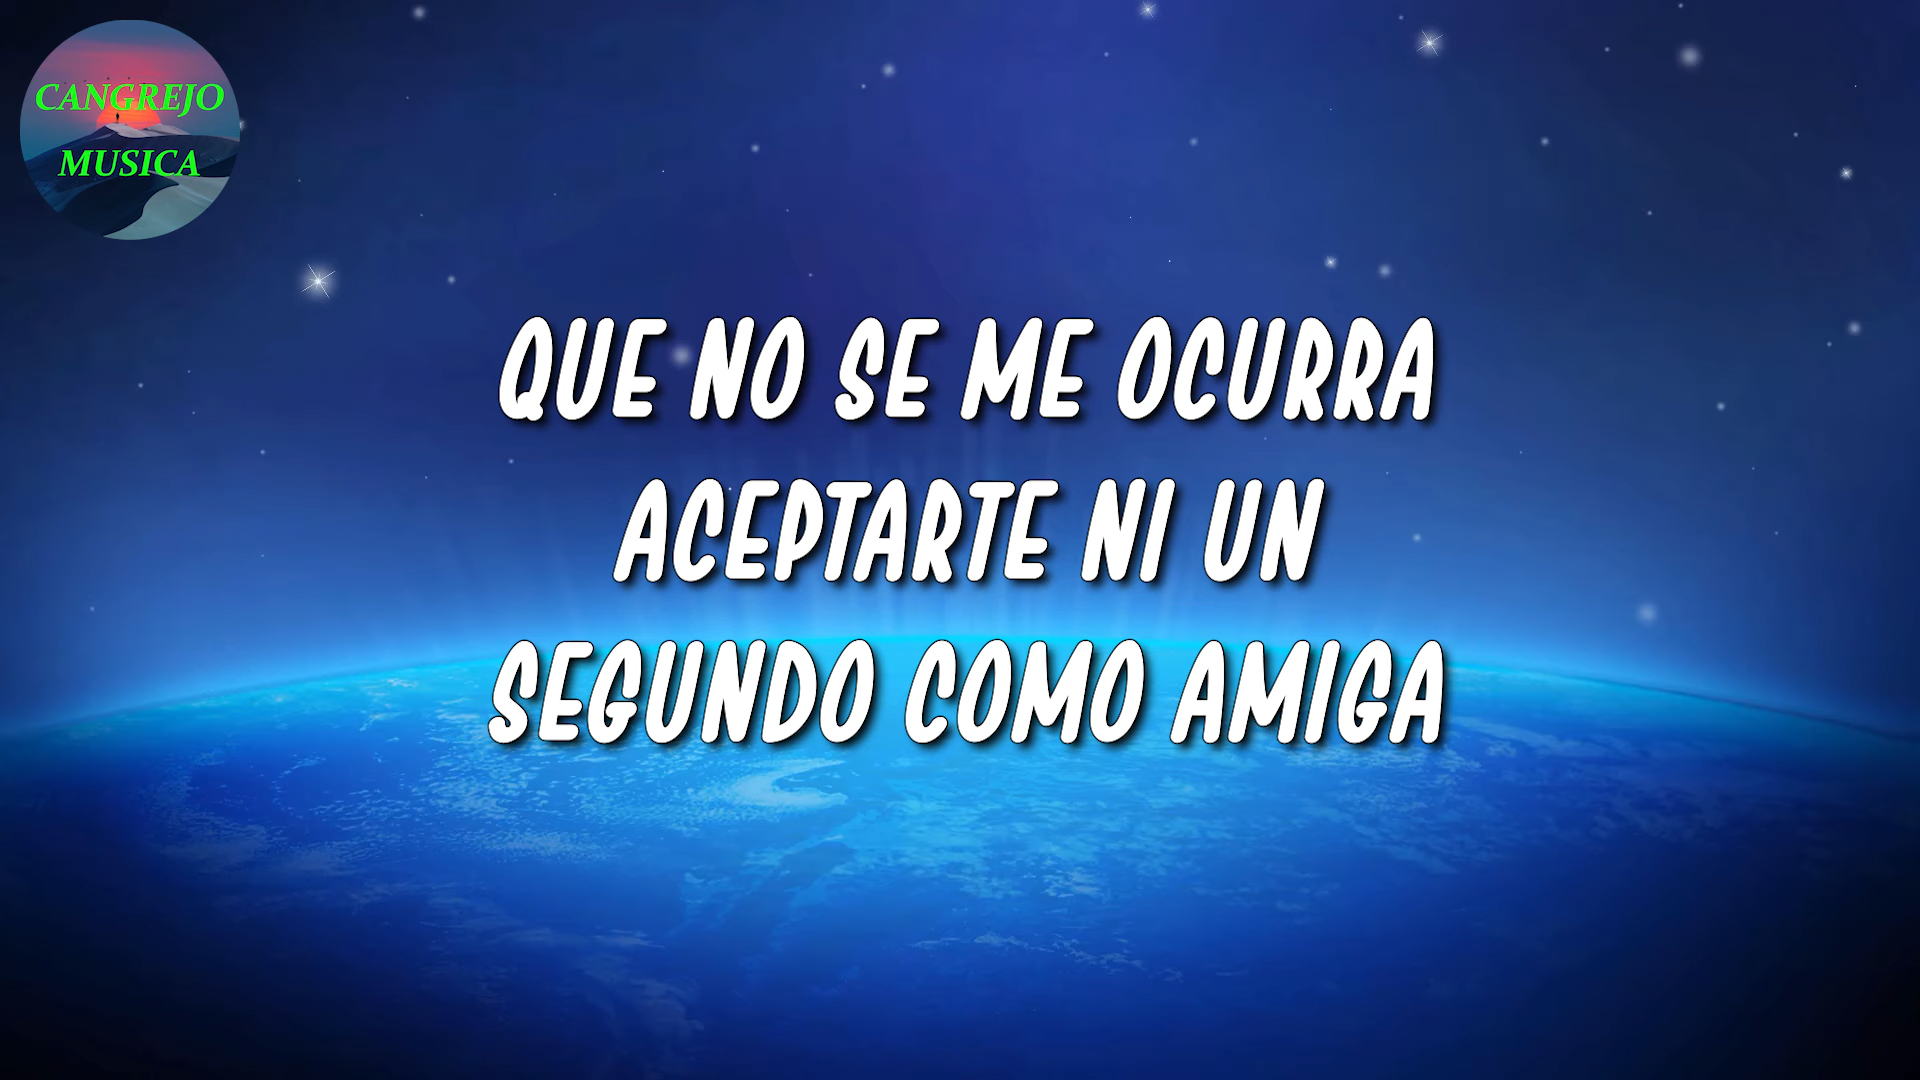 CANGREJO
MUSICA
QUE NO SE ME OCURRA
ACEPTARTE NI UN
SEGUNDO COMO AMIGA